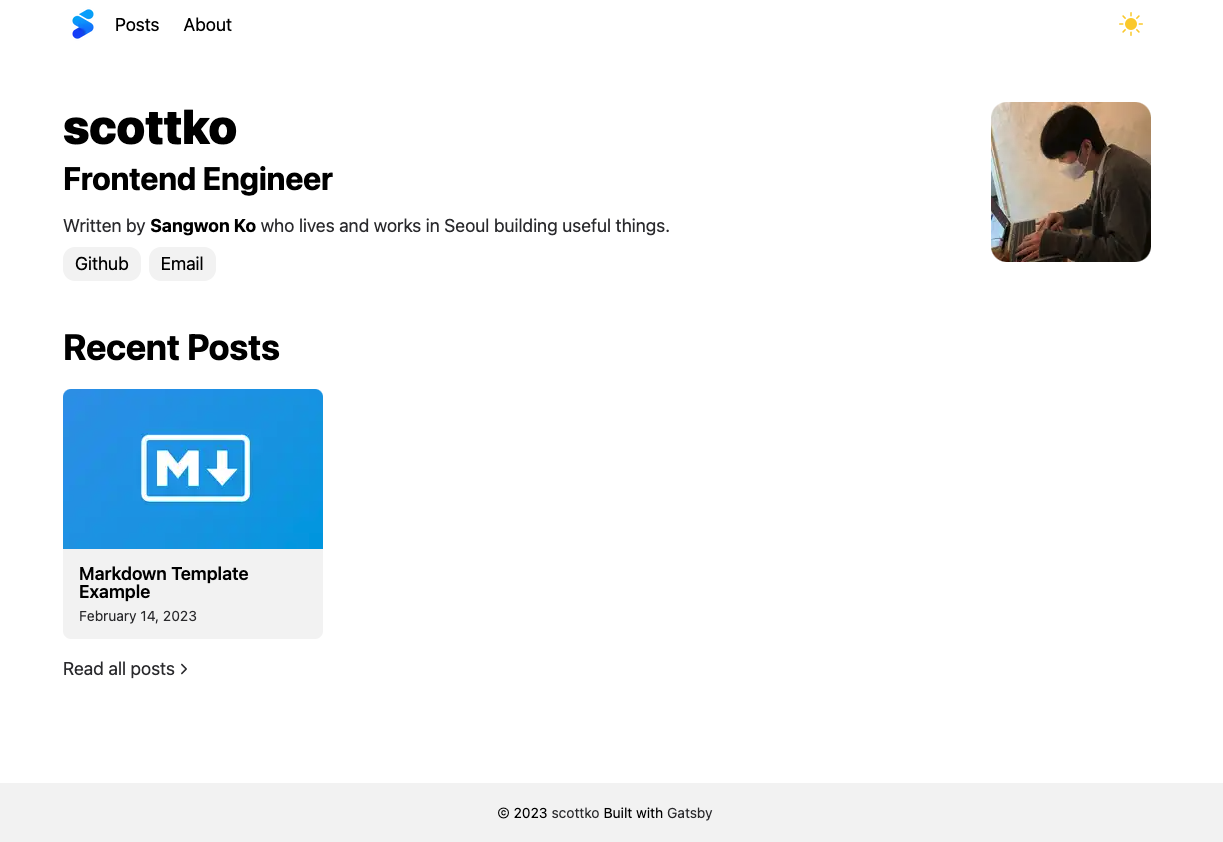 Posts About
scottko
Frontend Engineer
Written by Sangwon Ko who lives and works in Seoul building useful things.
Github Email
Recent Posts
M
Markdown Template
Example
February 14, 2023
Read all posts >
© 2023 scottko Built with Gatsby